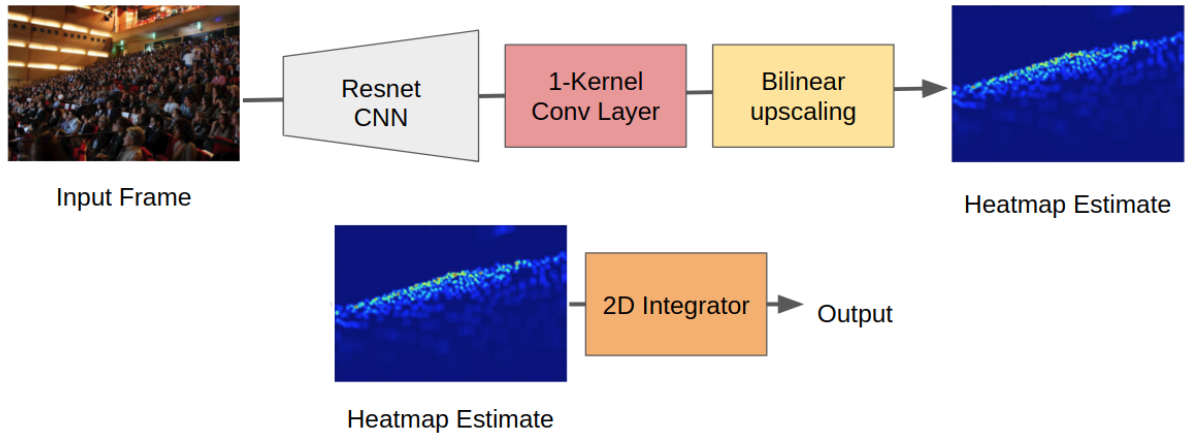 Resnet
CNN
1-Kernel
Conv Layer
Bilinear
upscaling
Input Frame
Heatmap Estimate
2D Integrator
Output
Heatmap Estimate